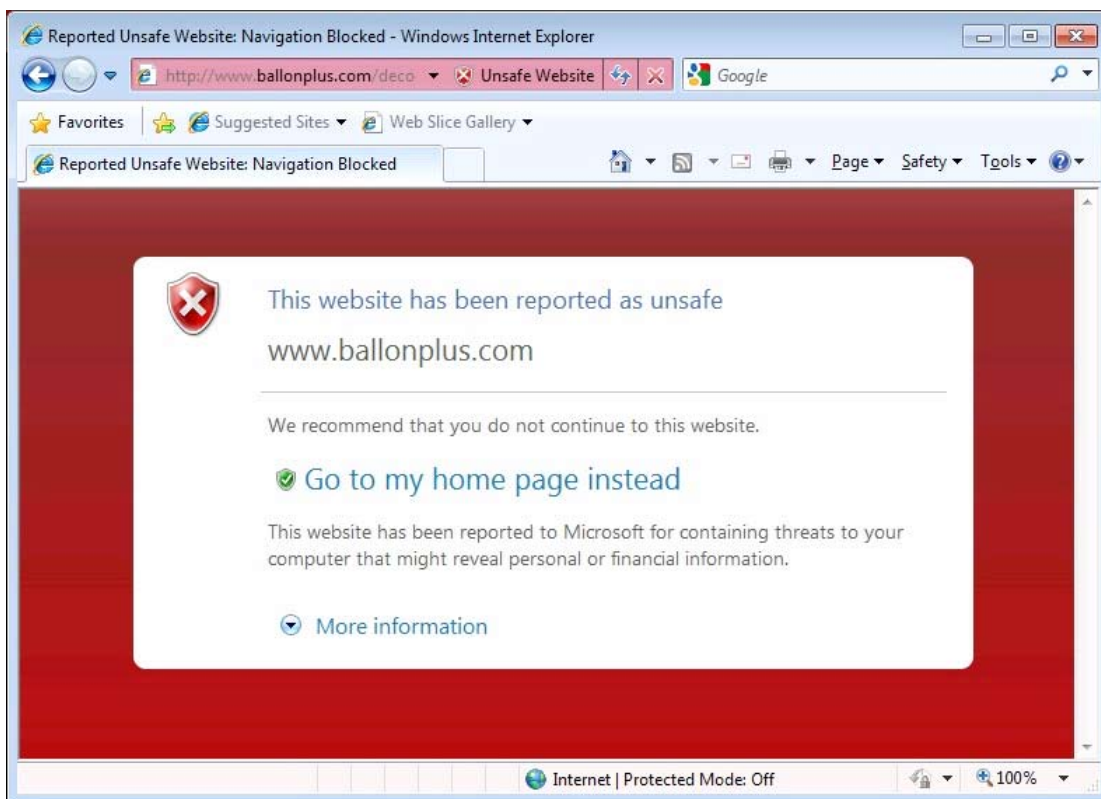 Reported Unsafe Website: Navigation Blocked - Windows Internet Explorer
http://www.ballonplus.com/deco Unsafe Website Google
Favorites Suggested Sites Web Slice Gallery
Reported Unsafe Website: Navigation Blocked Page Safety Tools
This website has been reported as unsafe
www.ballonplus.com
We recommend that you do not continue to this website.
Go to my home page instead
This website has been reported to Microsoft for containing threats to your
computer that might reveal personal or financial information.
More information
Internet | Protected Mode: Off 100%